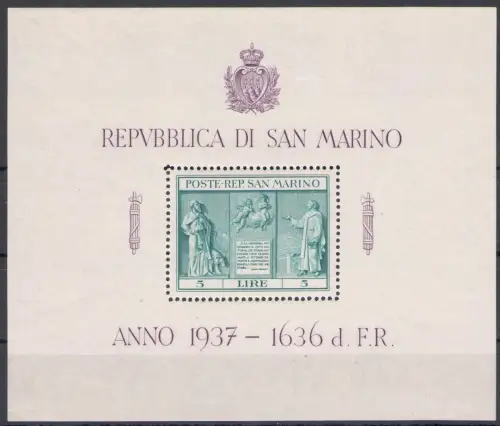 REPVBBLICA DI SAN MARINO
POSTE-REP. SAN MARINO
5 LIRE 5
ANNO 1937 - 1636 d. F.R.